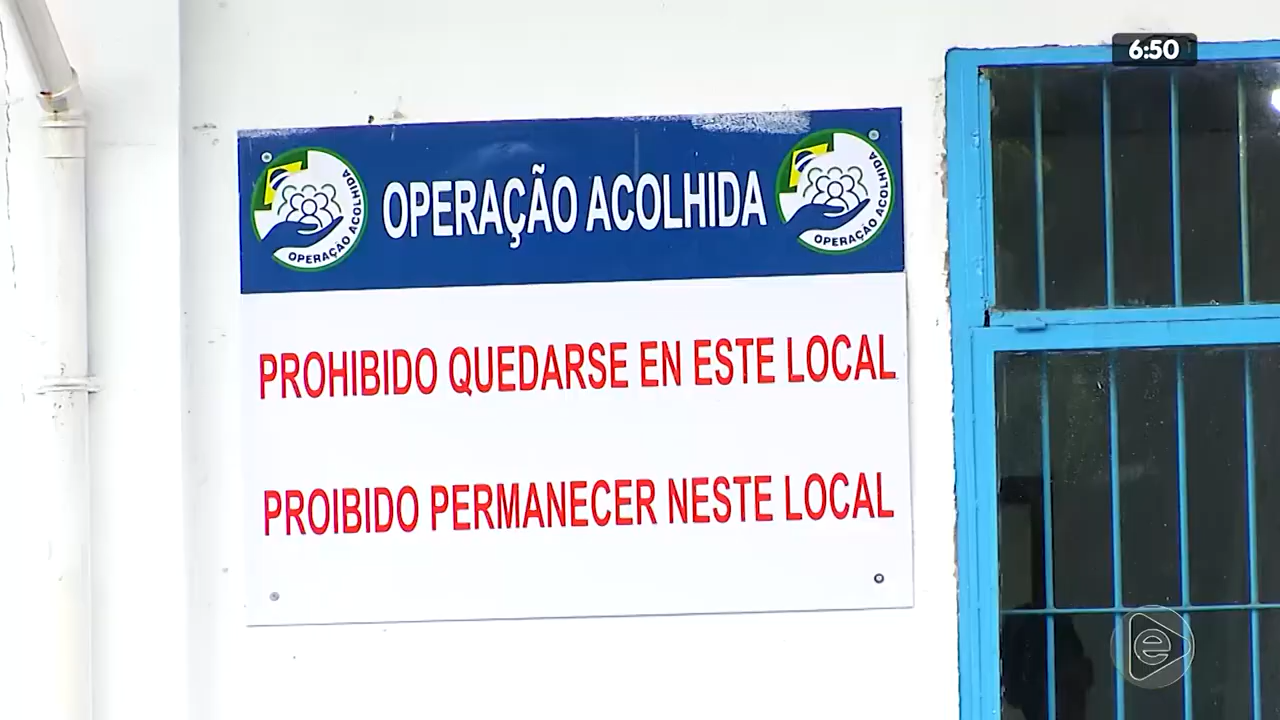 6:50
OPERAÇÃO ACOLHIDA
OPERAÇÃO ACOLHIDA
OPERAÇÃO ACOLHIDA
PROHIBIDO QUEDARSE EN ESTE LOCAL
PROIBIDO PERMANECER NESTE LOCAL
e